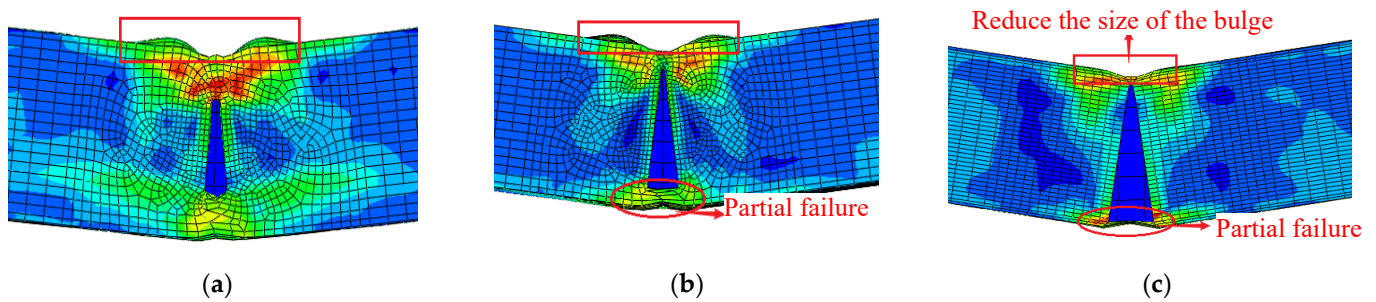 Reduce the size of the bulge
Partial failure
Partial failure
(a)
(b)
(c)